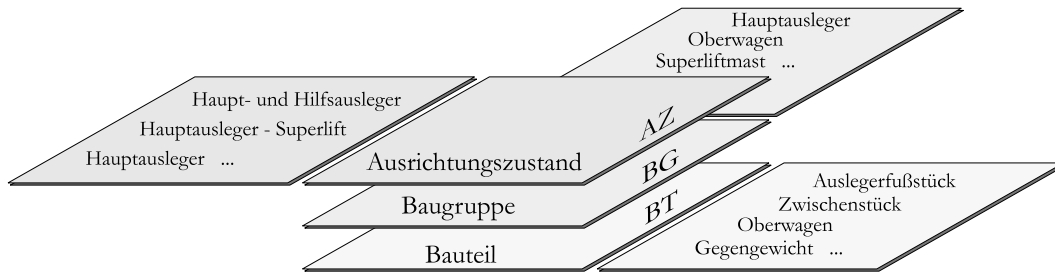 Hauptausleger
Oberwagen
Superliftmast ...
Haupt- und Hilfsausleger
Hauptausleger - Superlift
Hauptausleger ...
AZ
Ausrichtungszustand
BG
Baugruppe
BT
Bauteil
Auslegerfußstück
Zwischenstück
Oberwagen
Gegengewicht ...